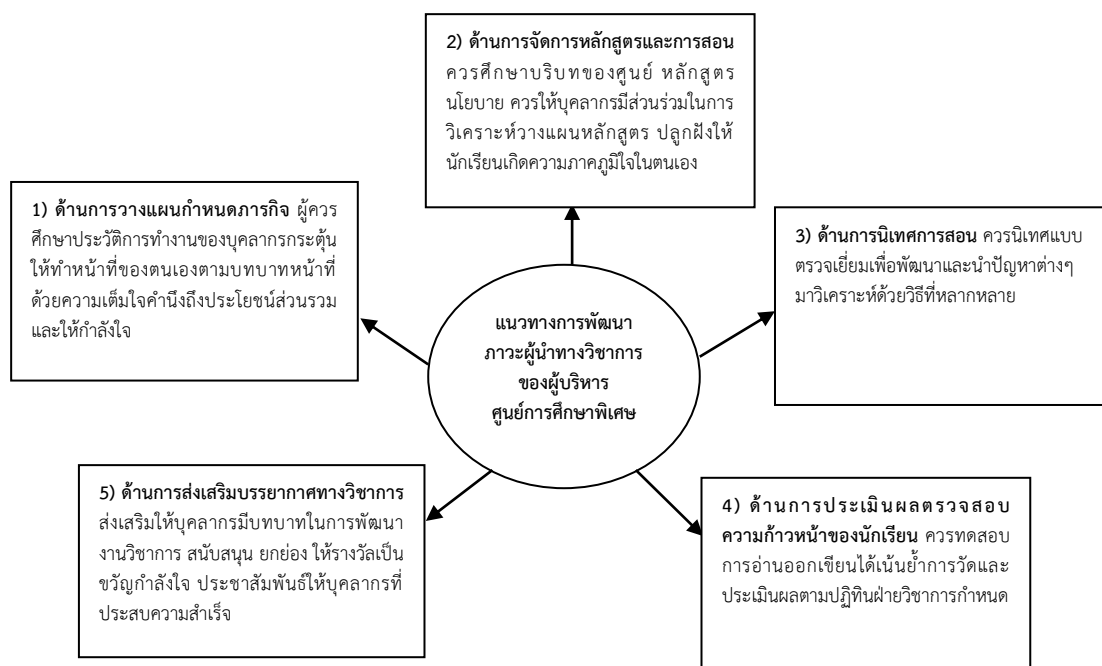 2) ด้านการจัดการหลักสูตรและการสอน
ควรศึกษาบริบทของศูนย์ หลักสูตร
นโยบาย ควรให้บุคลากรมีส่วนร่วมในการ
วิเคราะห์วางแผนหลักสูตร ปลูกฝังให้
นักเรียนเกิดความภาคภูมิใจในตนเอง
1) ด้านการวางแผนกำหนดภารกิจ ผู้ควร
ศึกษาประวัติการทำงานของบุคลากรกระตุ้น
ให้ทำหน้าที่ของตนเองตามบทบาทหน้าที่
ด้วยความเต็มใจคำนึงถึงประโยชน์ส่วนรวม
และให้กำลังใจ
3) ด้านการนิเทศการสอน ควรนิเทศแบบ
ตรวจเยี่ยมเพื่อพัฒนาและนำปัญหาต่างๆ
มาวิเคราะห์ด้วยวิธีที่หลากหลาย
แนวทางการพัฒนา
ภาวะผู้นำทางวิชาการ
ของผู้บริหาร
ศูนย์การศึกษาพิเศษ
5) ด้านการส่งเสริมบรรยากาศทางวิชาการ
ส่งเสริมให้บุคลากรมีบทบาทในการพัฒนา
งานวิชาการ สนับสนุน ยกย่อง ให้รางวัลเป็น
ขวัญกำลังใจ ประชาสัมพันธ์ให้บุคลากรที่
ประสบความสำเร็จ
4) ด้านการประเมินผลตรวจสอบ
ความก้าวหน้าของนักเรียน ควรทดสอบ
การอ่านออกเขียนได้เน้นย้ำการวัดและ
ประเมินผลตามปฏิทินฝ่ายวิชาการกำหนด